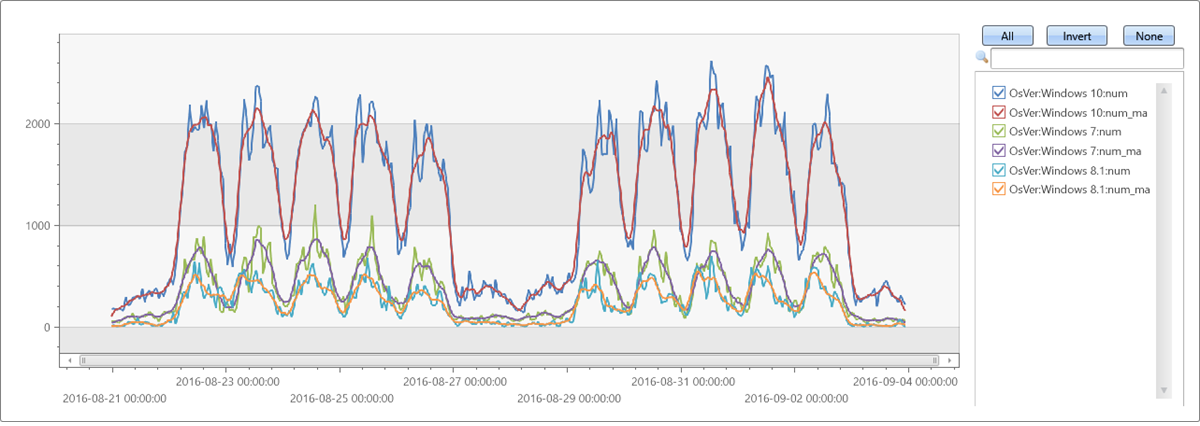 All Invert None
2000
1000
0
OsVer:Windows 10:num
OsVer:Windows 10:num_ma
OsVer:Windows 7:num
OsVer:Windows 7:num_ma
OsVer:Windows 8.1:num
OsVer:Windows 8.1:num_ma
2016-08-23 00:00:00 2016-08-27 00:00:00 2016-08-31 00:00:00 2016-09-04 00:00:00
2016-08-21 00:00:00 2016-08-25 00:00:00 2016-08-29 00:00:00 2016-09-02 00:00:00